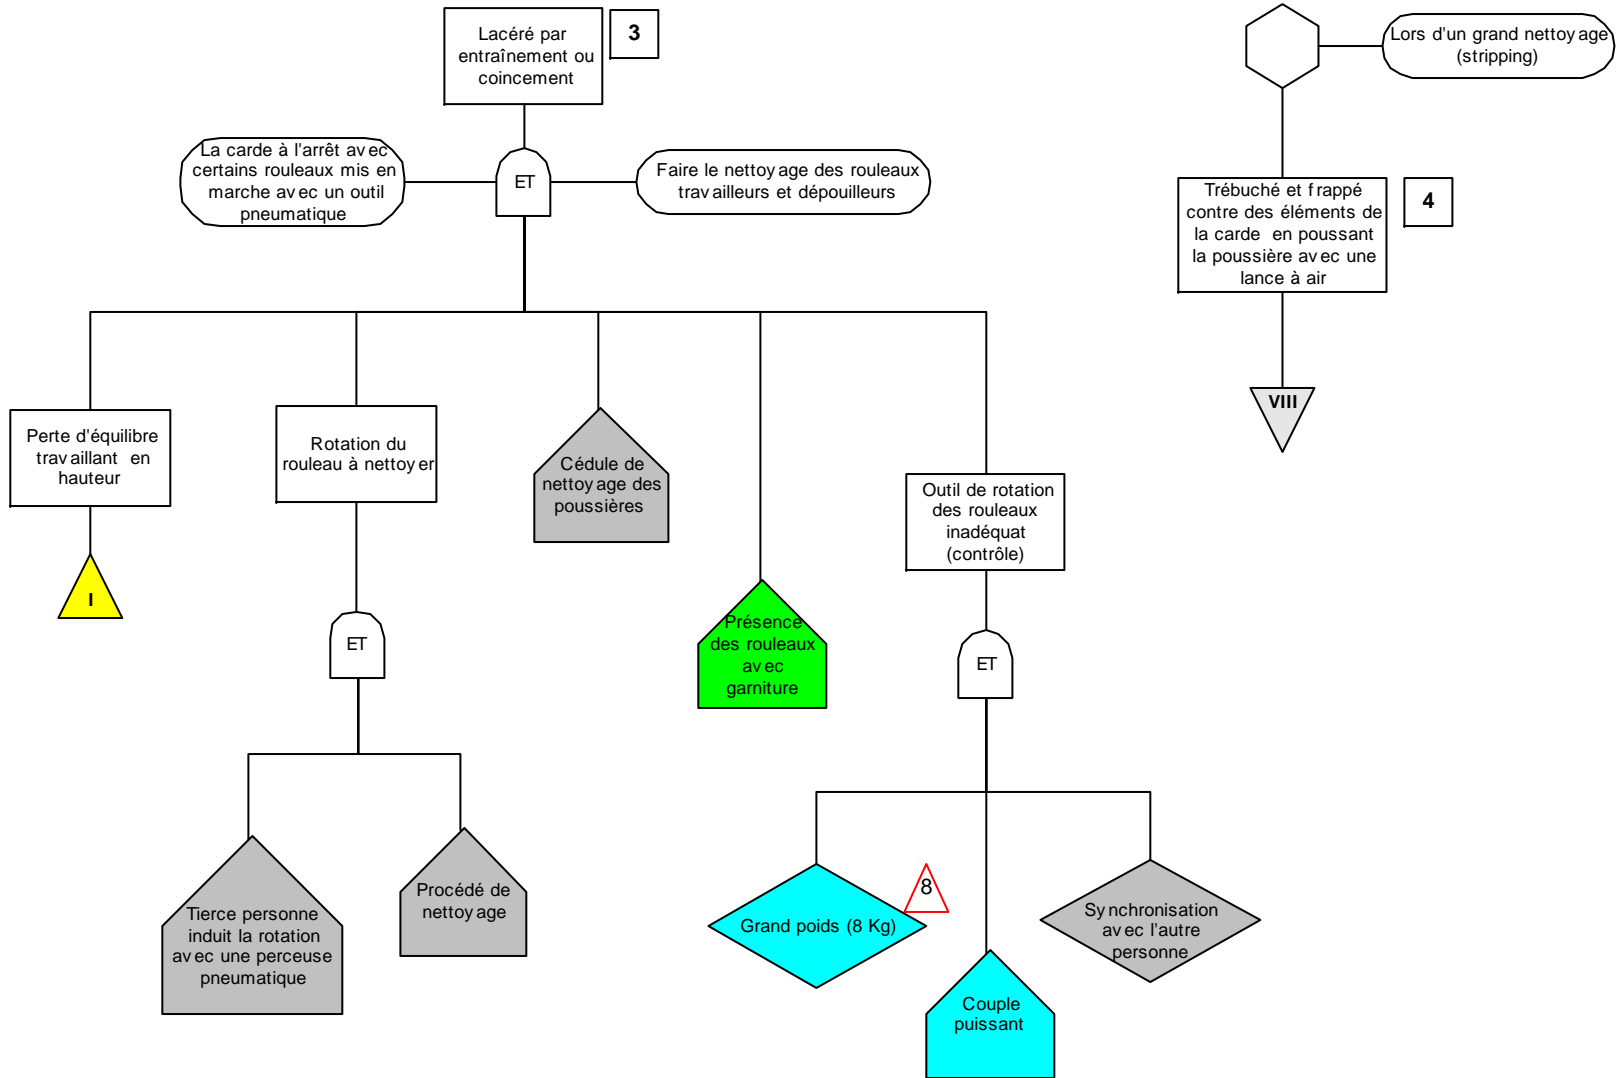 Lacéré par
entraînement ou
coincement
3
Lors d'un grand nettoyage
(stripping)
La carde à l'arrêt avec
certains rouleaux mis en
marche avec un outil
pneumatique
ET
Faire le nettoyage des rouleaux
travailleurs et dépouilleurs
Trébuché et frappé
contre des éléments de
la carde en poussant
la poussière avec une
lance à air
4
VIII
Perte d'équilibre
travaillant en
hauteur
I
Rotation du
rouleau à nettoyer
Cédule de
nettoyage des
poussières
Présence
des rouleaux
avec
garniture
Outil de rotation
des rouleaux
inadéquat
(contrôle)
ET
ET
Tierce personne
induit la rotation
avec une perceuse
pneumatique
Procédé de
nettoyage
Grand poids (8 Kg)
8
Couple
puissant
Synchronisation
avec l'autre
personne